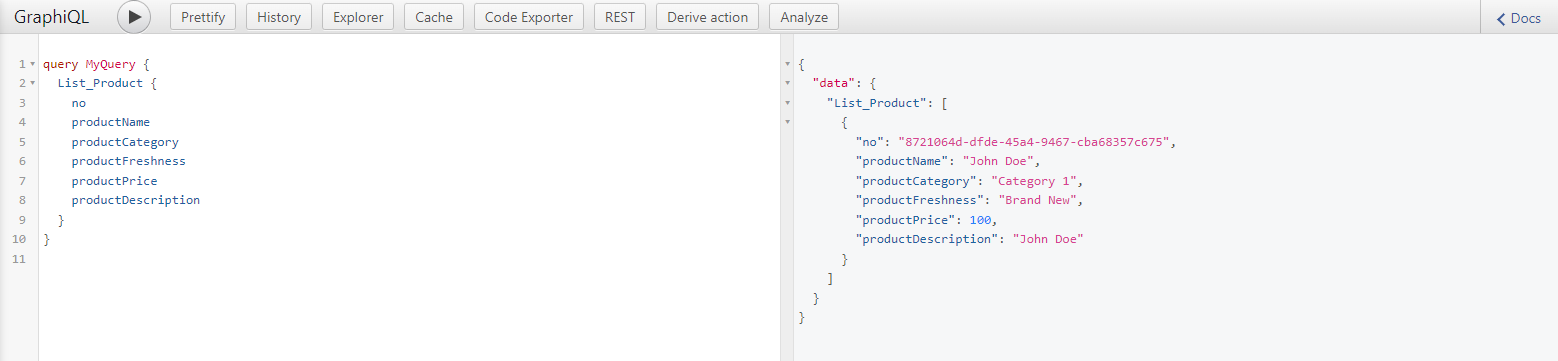 GraphiQL Prettify History Explorer Cache Code Exporter REST Derive action Analyze Docs
1 query MyQuery {
2 List_Product {
3 no
4 productName
5 productCategory
6 productFreshness
7 productPrice
8 productDescription
9 }
10 }
11
{
"data": {
"List_Product": [
{
"no": "8721064d-dfde-45a4-9467-cba68357c675",
"productName": "John Doe",
"productCategory": "Category 1",
"productFreshness": "Brand New",
"productPrice": 100,
"productDescription": "John Doe"
}
]
}
}